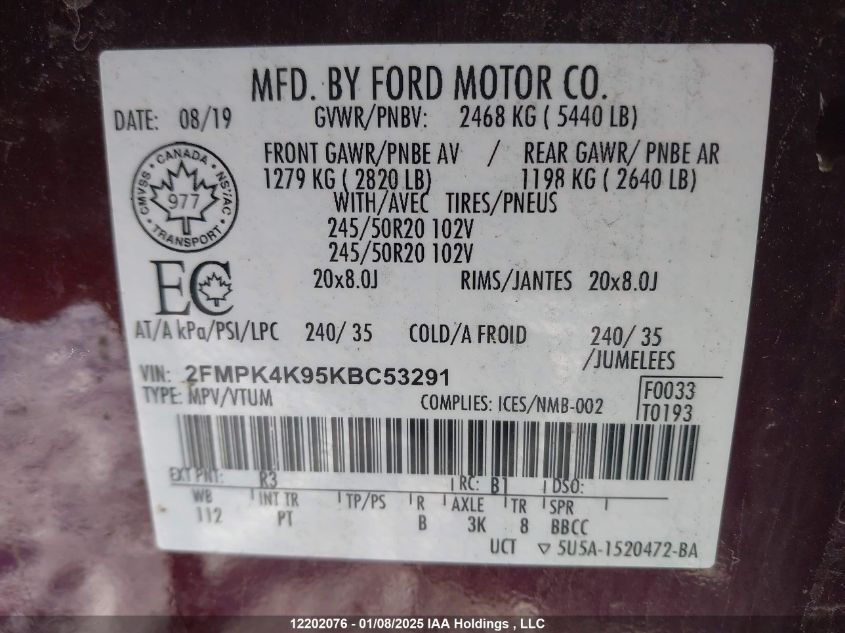 MFD. BY FORD MOTOR CO.
DATE: 08/19 GVWR/PNBV: 2468 KG ( 5440 LB)
FRONT GAWR/PNBE AV / REAR GAWR/ PNBE AR
1279 KG ( 2820 LB) 1198 KG ( 2640 LB)
WITH/AVEC TIRES/PNEUS
245/50R20 102V
245/50R20 102V
20x8.0J RIMS/JANTES 20x8.0J
CANADA
CMVSS NSVAC
977
TRANSPORT
EC
AT/A kPa/PSI/LPC 240/ 35 COLD/A FROID 240/ 35
/JUMELEES
VIN: 2FMPK4K95KBC53291
TYPE: MPV/VTUM COMPLIES: ICES/NMB-002
F0033
T0193
EXT PNT: R3 RC: B1 DSO:
WB INT TR TP/PS R AXLE TR SPR
112 PT B 3K 8 BBCC
UCT ▽ 5U5A-1520472-BA
12202076 - 01/08/2025 IAA Holdings , LLC